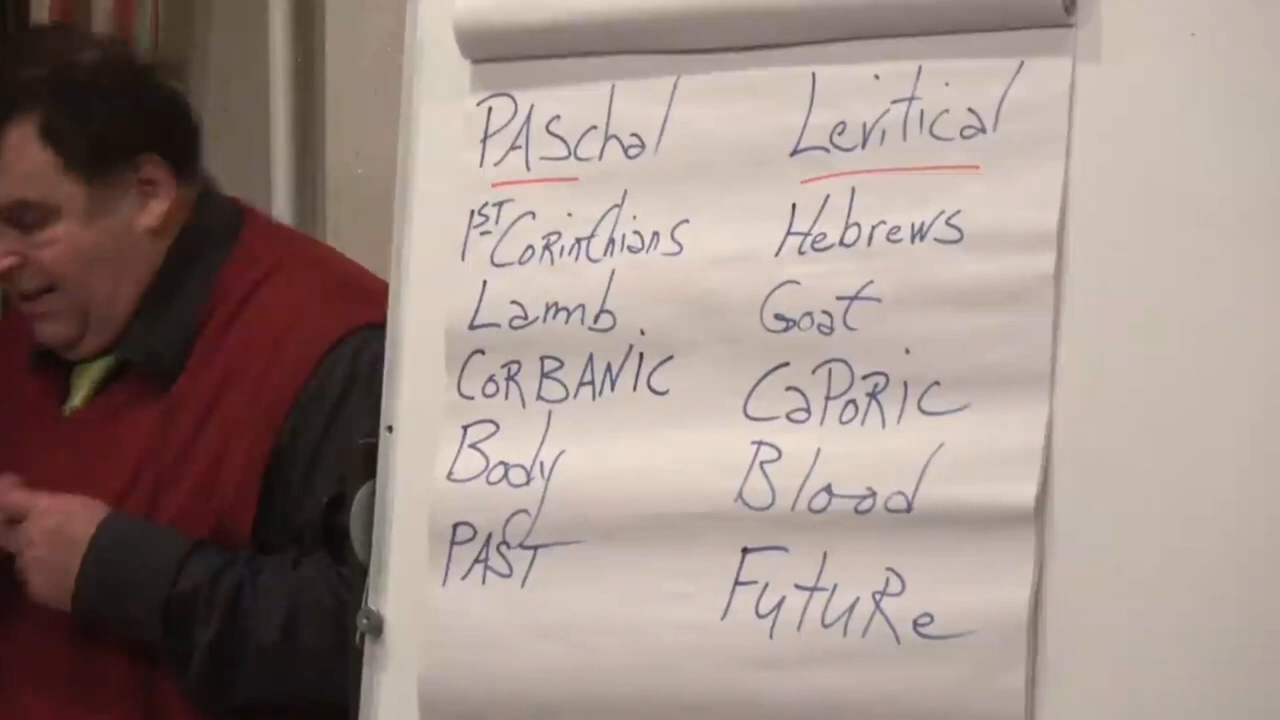 PASchal Levitical
1ST Corinthians Hebrews
Lamb Goat
CORBANIC CaPORiC
Body Blood
PAST FutuRe